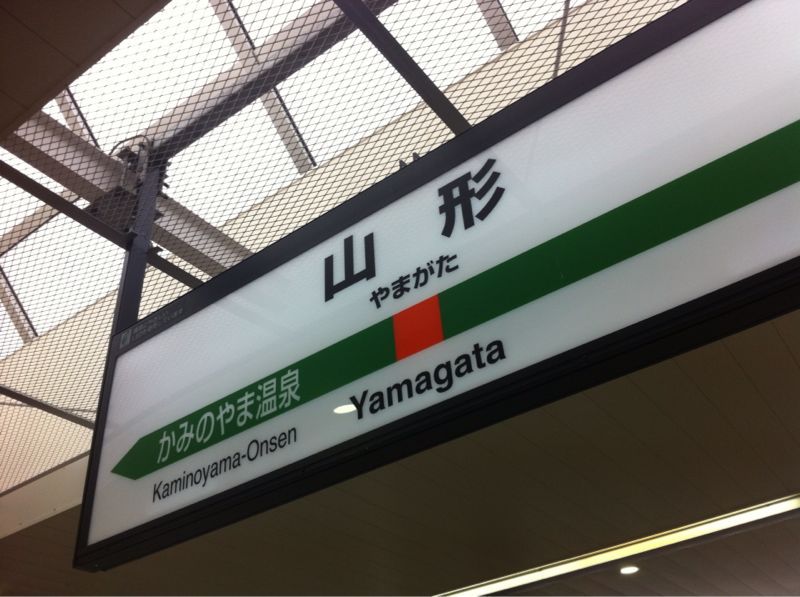 山形
やまがた
かみのやま温泉
Yamagata
Kaminoyama-Onsen